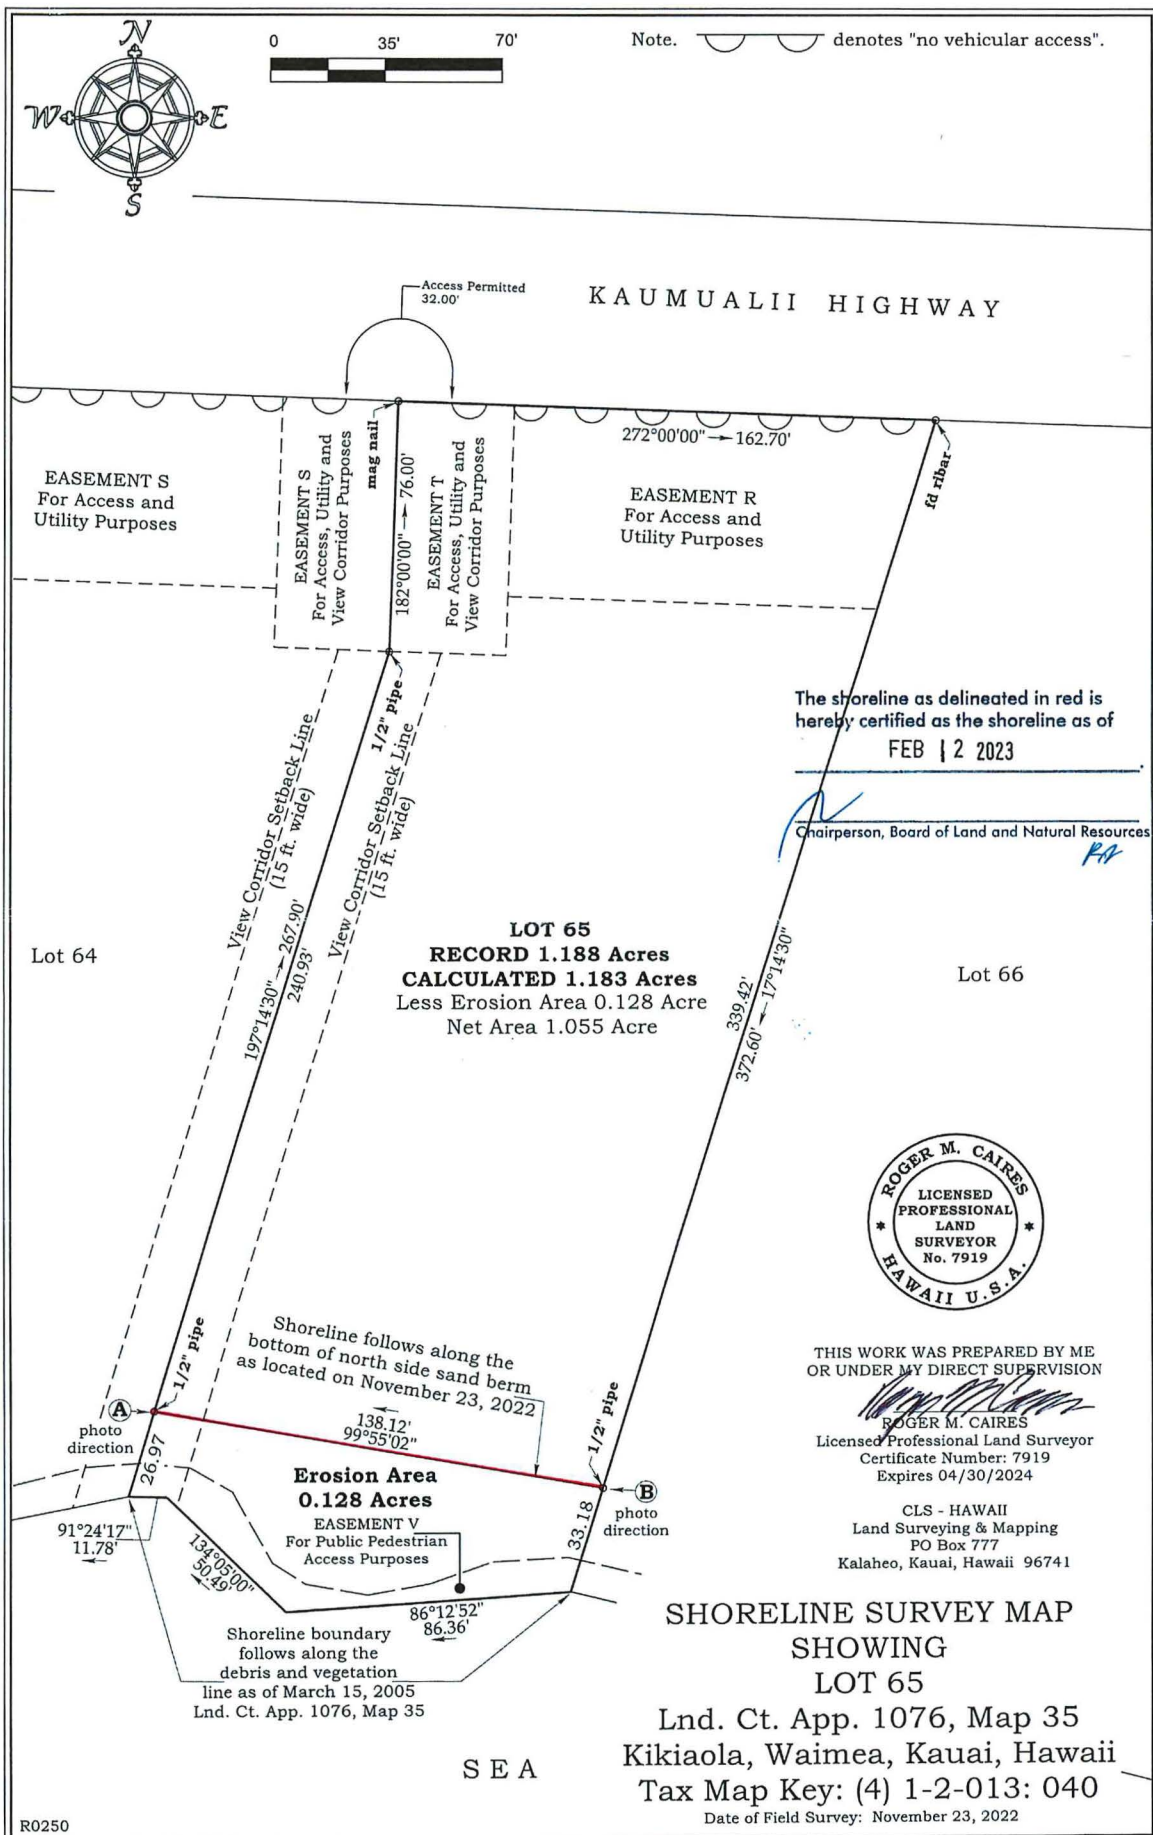 N
W
E
S
0 35' 70'
Note. denotes "no vehicular access".
Access Permitted
32.00'
KAUMUALII HIGHWAY
272°00'00" 162.70'
mag nail
fd ribar
EASEMENT S
For Access and
Utility Purposes
EASEMENT S
For Access, Utility and
View Corridor Purposes
182°00'00" 76.00'
EASEMENT T
For Access, Utility and
View Corridor Purposes
EASEMENT R
For Access and
Utility Purposes
1/2" pipe
The shoreline as delineated in red is
hereby certified as the shoreline as of
FEB 12 2023
Chairperson, Board of Land and Natural Resources
View Corridor Setback Line
(15 ft. wide)
View Corridor Setback Line
(15 ft. wide)
197°14'30" 267.90'
240.93'
Lot 64
LOT 65
RECORD 1.188 Acres
CALCULATED 1.183 Acres
Less Erosion Area 0.128 Acre
Net Area 1.055 Acre
339.42'
372.60' 17°14'30"
Lot 66
ROGER M. CAIRES
LICENSED
PROFESSIONAL
LAND
SURVEYOR
No. 7919
HAWAII U.S.A.
THIS WORK WAS PREPARED BY ME
OR UNDER MY DIRECT SUPERVISION
ROGER M. CAIRES
Licensed Professional Land Surveyor
Certificate Number: 7919
Expires 04/30/2024
CLS - HAWAII
Land Surveying & Mapping
PO Box 777
Kalaheo, Kauai, Hawaii 96741
1/2" pipe
Shoreline follows along the
bottom of north side sand berm
as located on November 23, 2022
138.12'
99°55'02"
1/2" pipe
A
photo
direction
B
photo
direction
26.97
33.18
Erosion Area
0.128 Acres
EASEMENT V
For Public Pedestrian
Access Purposes
91°24'17"
11.78'
134°05'00"
50.49'
86°12'52"
86.36'
Shoreline boundary
follows along the
debris and vegetation
line as of March 15, 2005
Lnd. Ct. App. 1076, Map 35
SEA
SHORELINE SURVEY MAP
SHOWING
LOT 65
Lnd. Ct. App. 1076, Map 35
Kikiaola, Waimea, Kauai, Hawaii
Tax Map Key: (4) 1-2-013: 040
Date of Field Survey: November 23, 2022
R0250